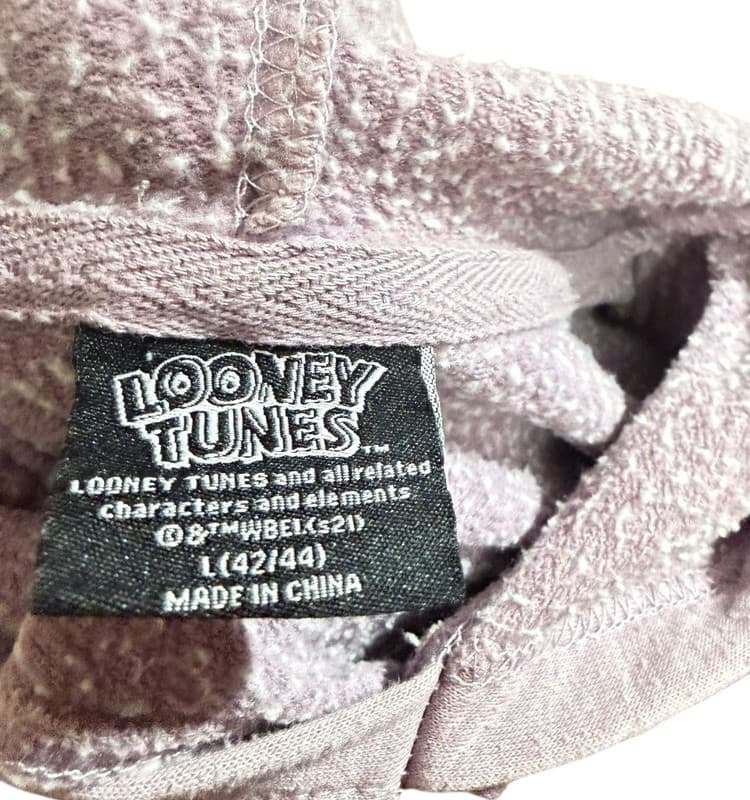 LOONEY
TUNES™
LOONEY TUNES and all related
characters and elements
©&™WBEI.(s21)
L(42/44)
MADE IN CHINA